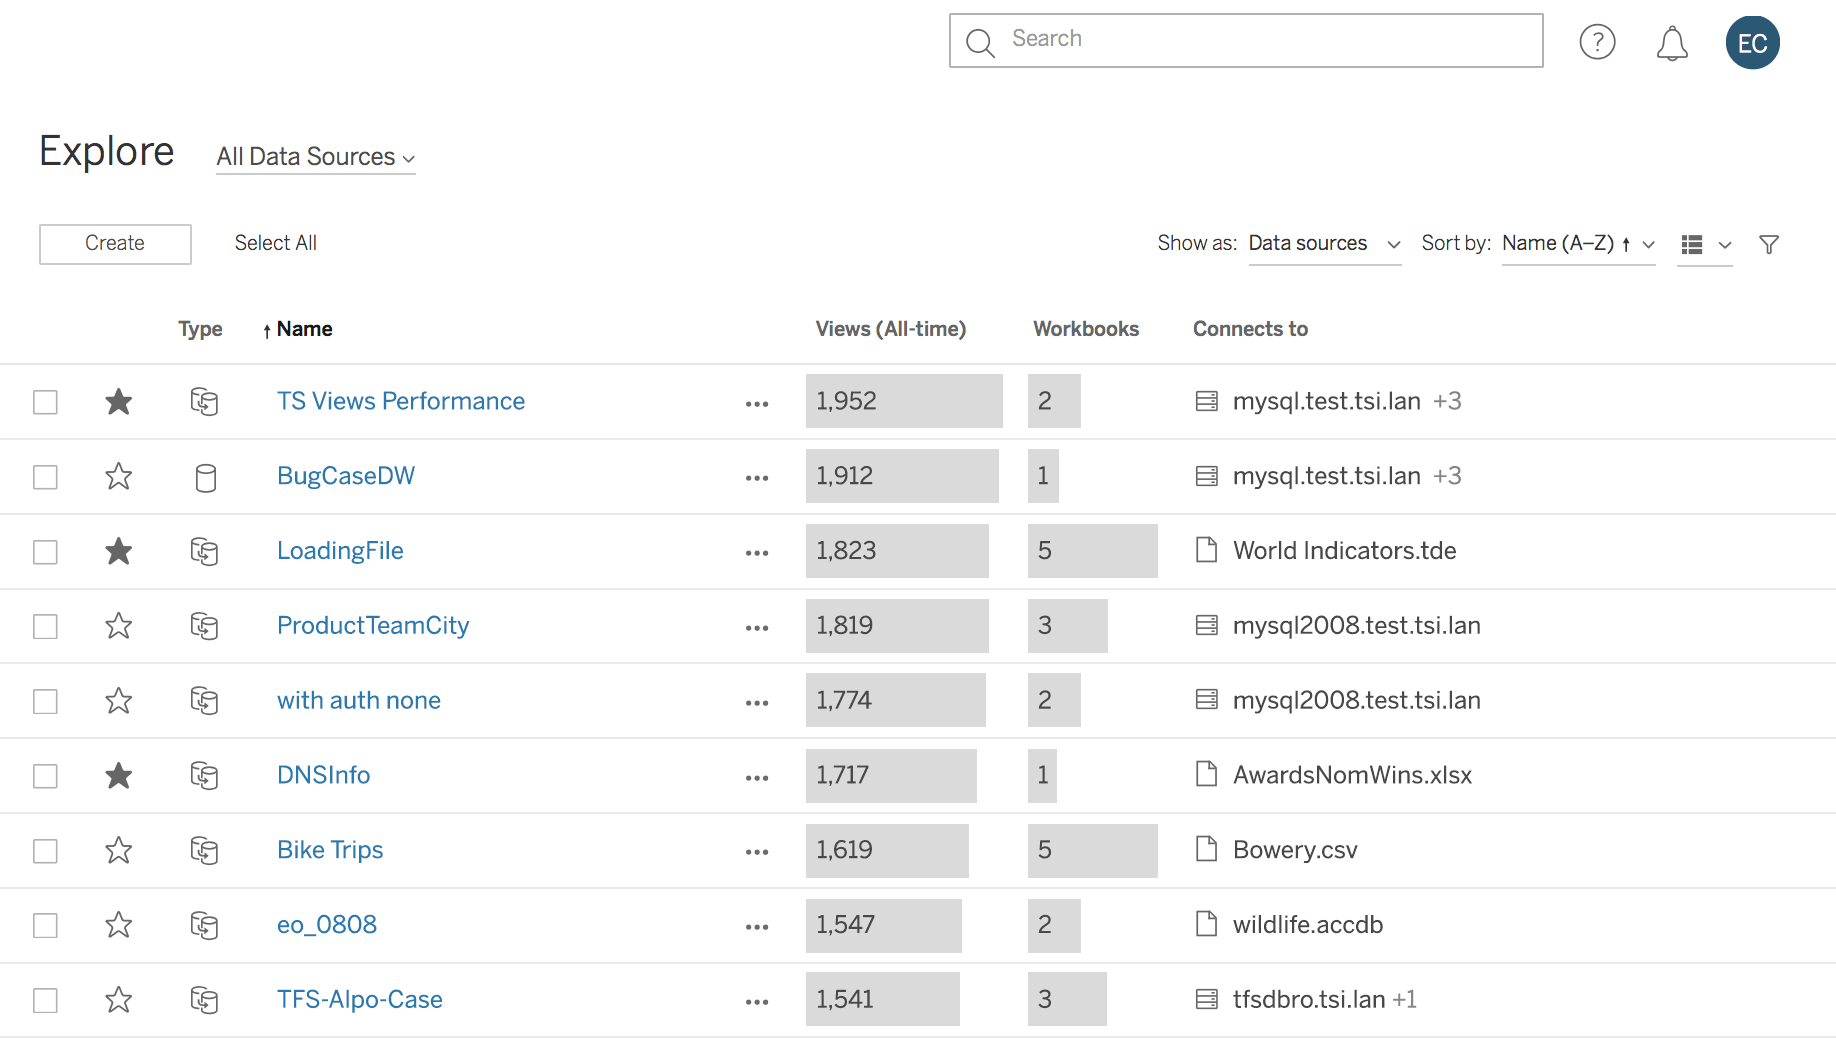 Search
?
EC
Explore All Data Sources
Create Select All Show as: Data sources Sort by: Name (A–Z) ↑
Type ↑ Name Views (All-time) Workbooks Connects to
TS Views Performance ••• 1,952 2 mysql.test.tsi.lan +3
BugCaseDW ••• 1,912 1 mysql.test.tsi.lan +3
LoadingFile ••• 1,823 5 World Indicators.tde
ProductTeamCity ••• 1,819 3 mysql2008.test.tsi.lan
with auth none ••• 1,774 2 mysql2008.test.tsi.lan
DNSInfo ••• 1,717 1 AwardsNomWins.xlsx
Bike Trips ••• 1,619 5 Bowery.csv
eo_0808 ••• 1,547 2 wildlife.accdb
TFS-Alpo-Case ••• 1,541 3 tfsdbro.tsi.lan +1